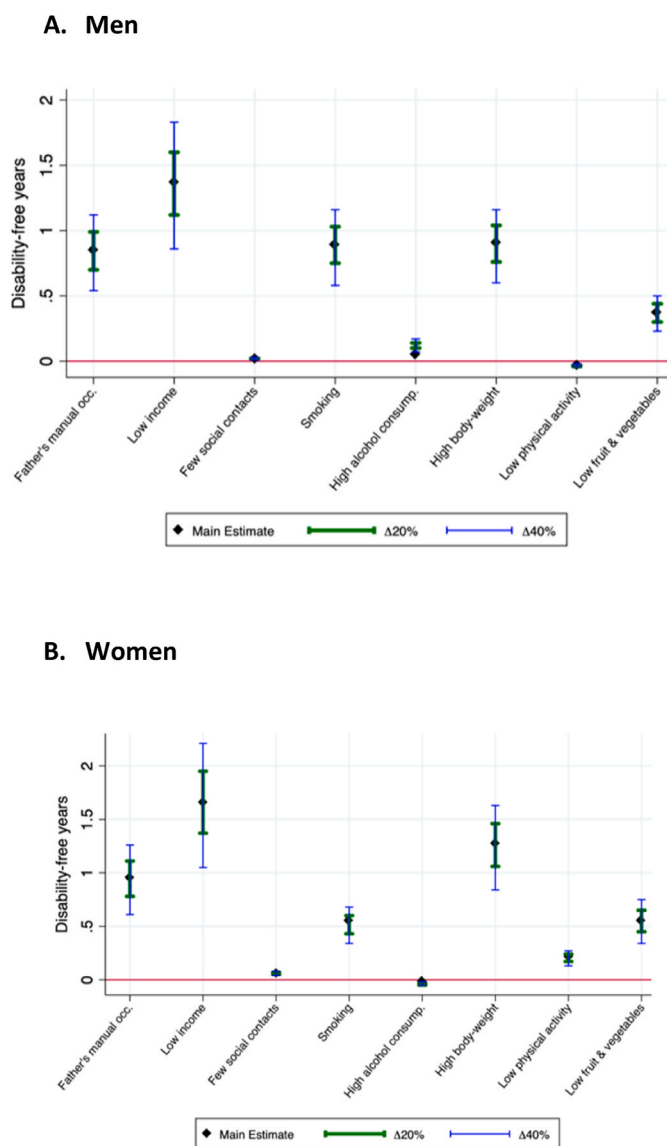 A. Men
Disability-free years
2
1.5
1
.5
0
Father's manual occ.
Low income
Few social contacts
Smoking
High alcohol consump.
High body-weight
Low physical activity
Low fruit & vegetables
Main Estimate Δ20% Δ40%
B. Women
Disability-free years
2
1.5
1
.5
0
Father's manual occ.
Low income
Few social contacts
Smoking
High alcohol consump.
High body-weight
Low physical activity
Low fruit & vegetables
Main Estimate Δ20% Δ40%